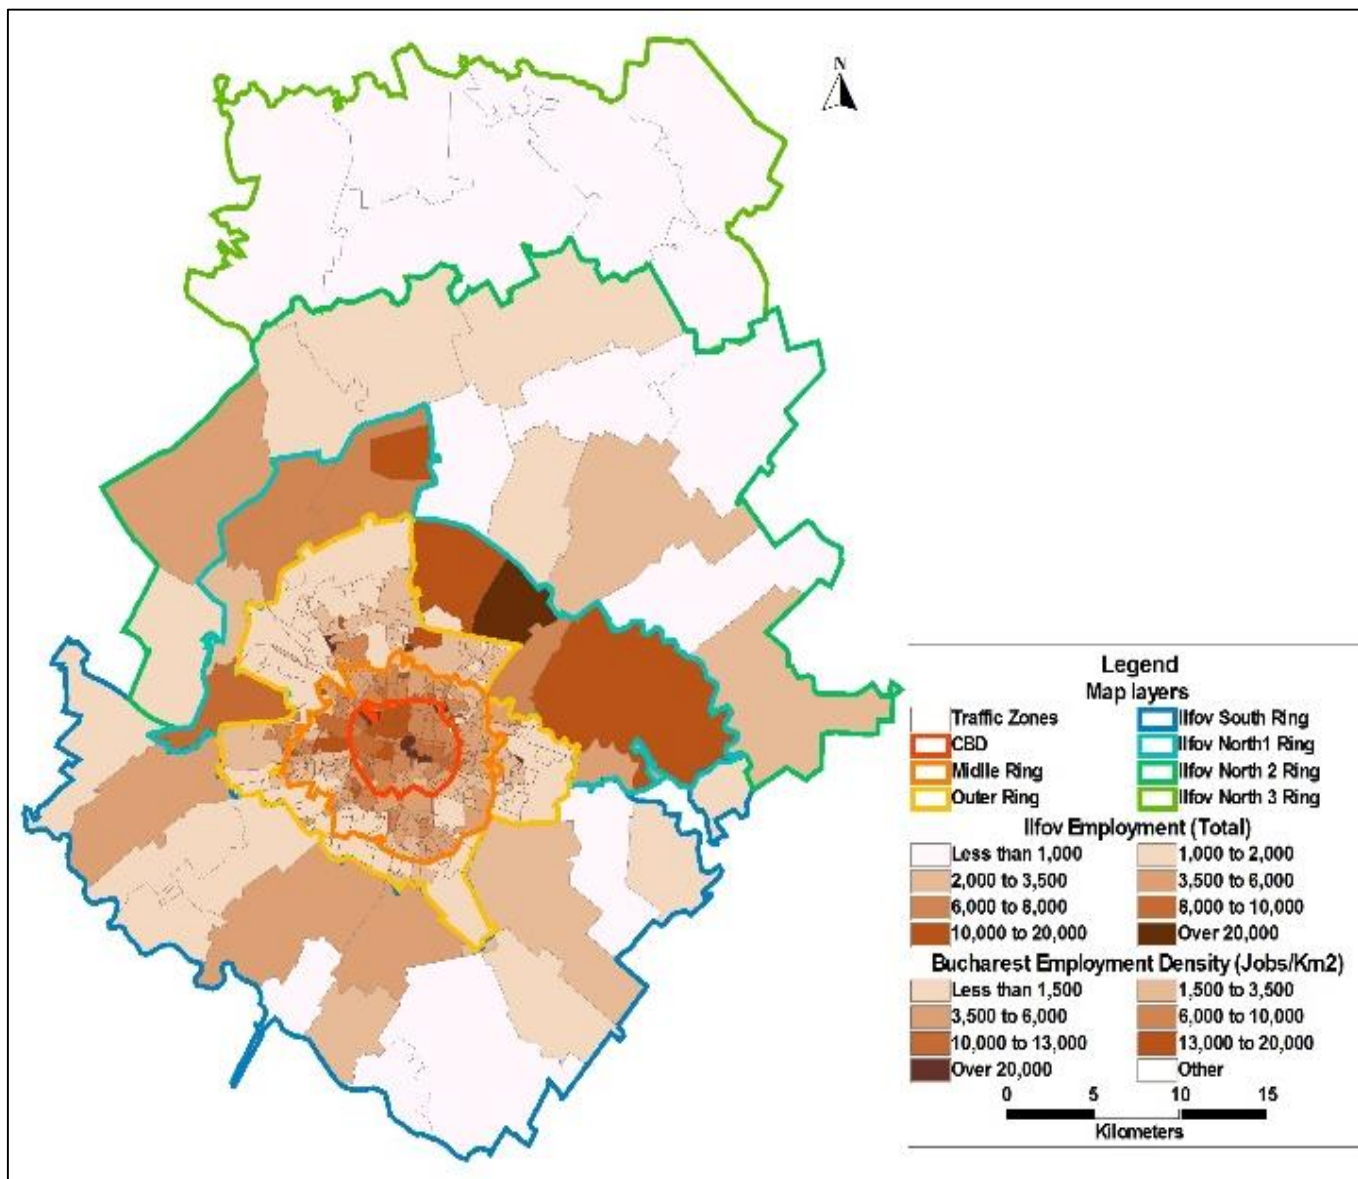 N
Legend
Map layers
Traffic Zones
Ilfov South Ring
CBD
Ilfov North1 Ring
Midlle Ring
Ilfov North 2 Ring
Outer Ring
Ilfov North 3 Ring
Ilfov Employment (Total)
Less than 1,000
1,000 to 2,000
2,000 to 3,500
3,500 to 6,000
6,000 to 8,000
8,000 to 10,000
10,000 to 20,000
Over 20,000
Bucharest Employment Density (Jobs/Km2)
Less than 1,500
1,500 to 3,500
3,500 to 6,000
6,000 to 10,000
10,000 to 13,000
13,000 to 20,000
Over 20,000
Other
0 5 10 15
Kilometers